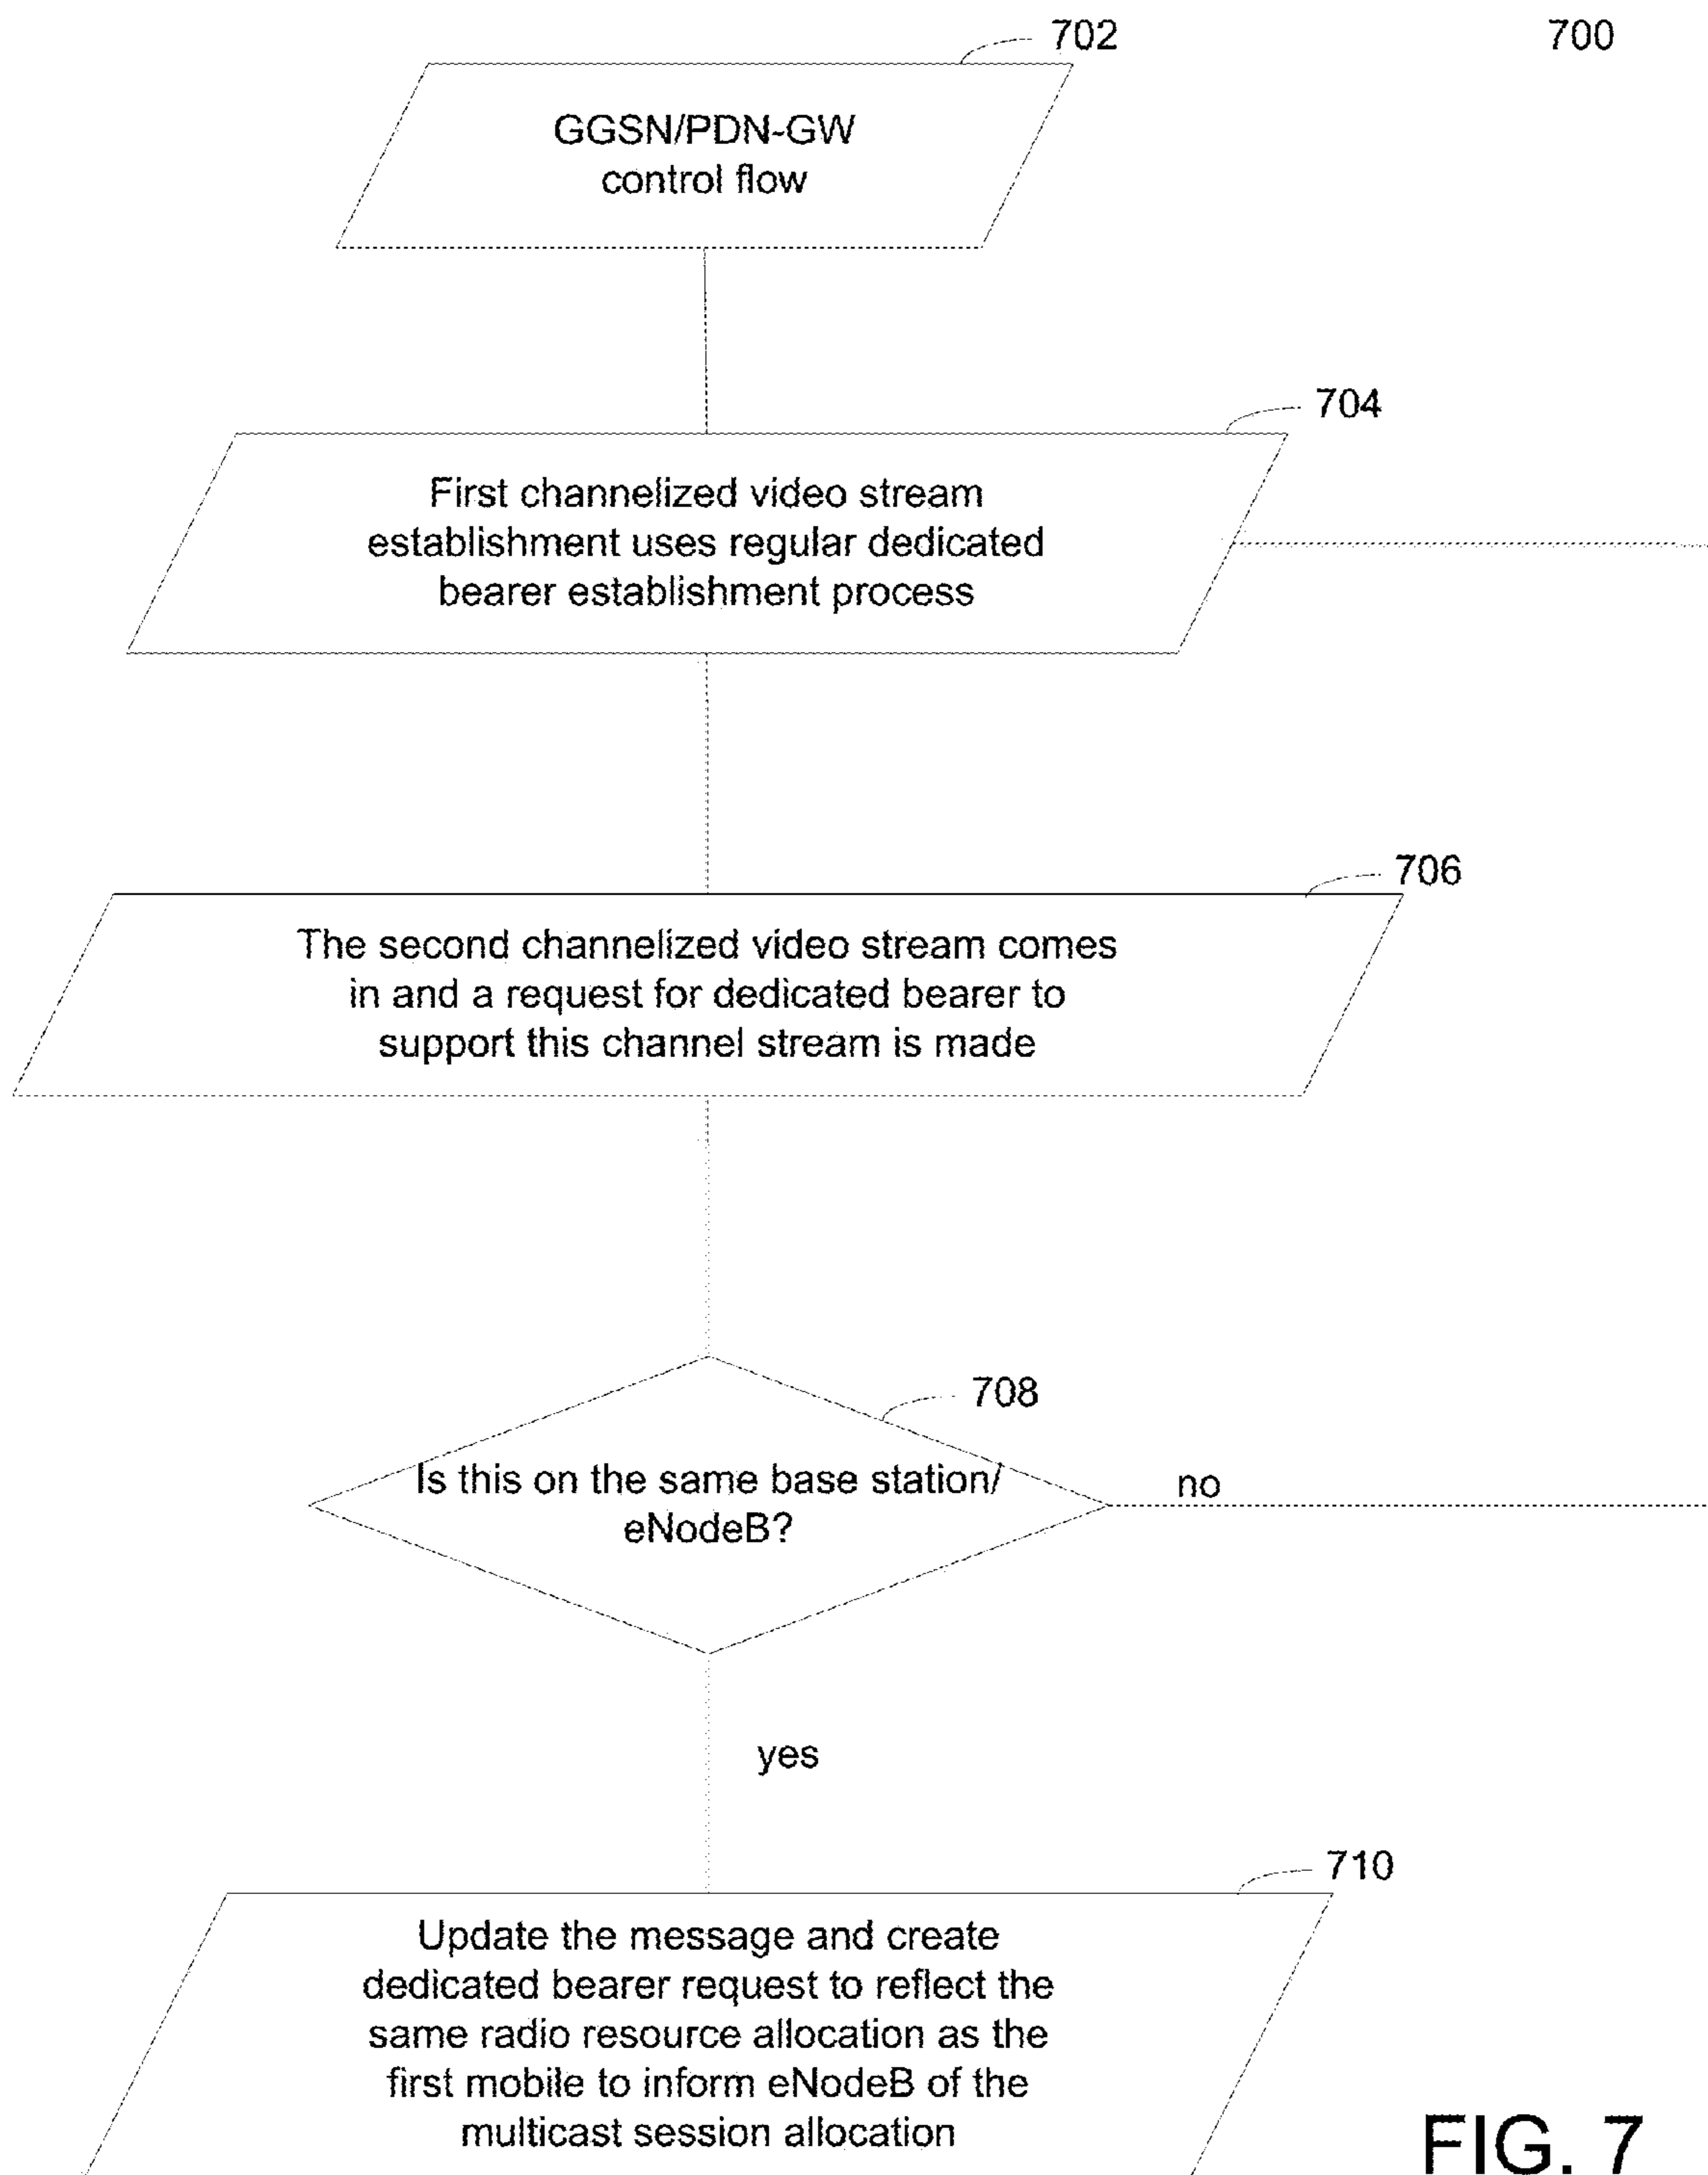 702
700
GGSN/PDN-GW
control flow
704
First channelized video stream
establishment uses regular dedicated
bearer establishment process
706
The second channelized video stream comes
in and a request for dedicated bearer to
support this channel stream is made
708
Is this on the same base station/
eNodeB?
no
yes
710
Update the message and create
dedicated bearer request to reflect the
same radio resource allocation as the
first mobile to inform eNodeB of the
multicast session allocation
FIG. 7